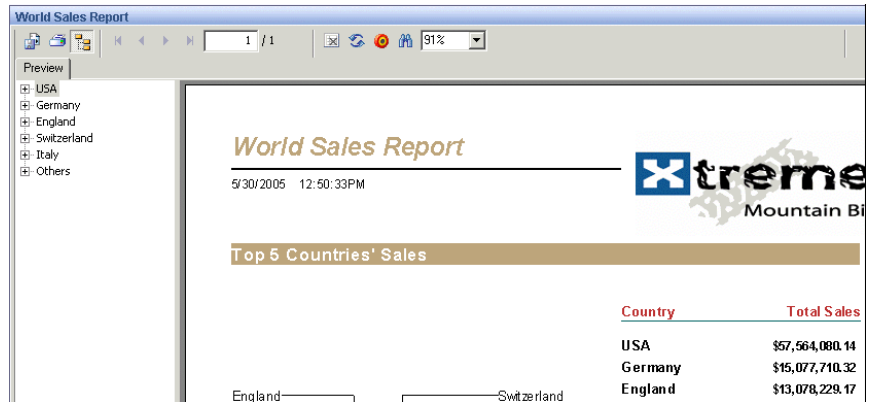 World Sales Report
1 /1 91%
Preview
USA
Germany
England
Switzerland
Italy
Others
World Sales Report
5/30/2005 12:50:33PM
Xtreme
Mountain Bi
Top 5 Countries' Sales
Country Total Sales
USA $57,564,080.14
Germany $15,077,710.32
England $13,078,229.17
England Switzerland